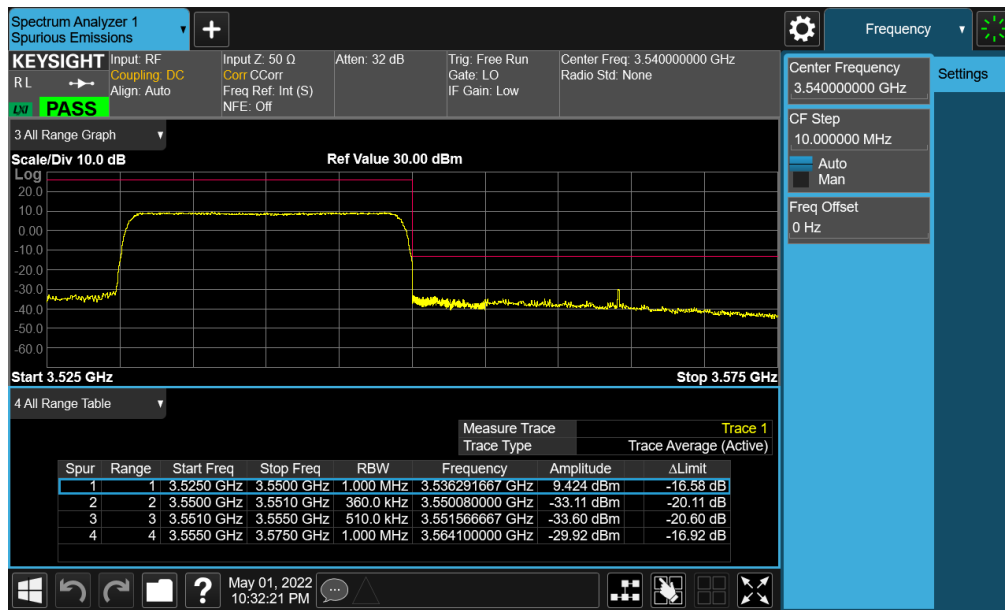 Spectrum Analyzer 1
Spurious Emissions
Frequency
KEYSIGHT
R L
LXI
PASS
Input: RF
Coupling: DC
Align: Auto
Input Z: 50 Ω
Corr CCorr
Freq Ref: Int (S)
NFE: Off
Atten: 32 dB
Trig: Free Run
Gate: LO
IF Gain: Low
Center Freq: 3.540000000 GHz
Radio Std: None
Center Frequency
3.540000000 GHz
Settings
CF Step
10.000000 MHz
Auto
Man
Freq Offset
0 Hz
3 All Range Graph
Scale/Div 10.0 dB
Ref Value 30.00 dBm
Log
20.0
10.0
0.00
-10.0
-20.0
-30.0
-40.0
-50.0
-60.0
Start 3.525 GHz
Stop 3.575 GHz
4 All Range Table
Measure Trace Trace 1
Trace Type Trace Average (Active)
Spur Range Start Freq Stop Freq RBW Frequency Amplitude ΔLimit
1 1 3.5250 GHz 3.5500 GHz 1.000 MHz 3.536291667 GHz 9.424 dBm -16.58 dB
2 2 3.5500 GHz 3.5510 GHz 360.0 kHz 3.550080000 GHz -33.11 dBm -20.11 dB
3 3 3.5510 GHz 3.5550 GHz 510.0 kHz 3.551566667 GHz -33.60 dBm -20.60 dB
4 4 3.5550 GHz 3.5750 GHz 1.000 MHz 3.564100000 GHz -29.92 dBm -16.92 dB
?
May 01, 2022
10:32:21 PM